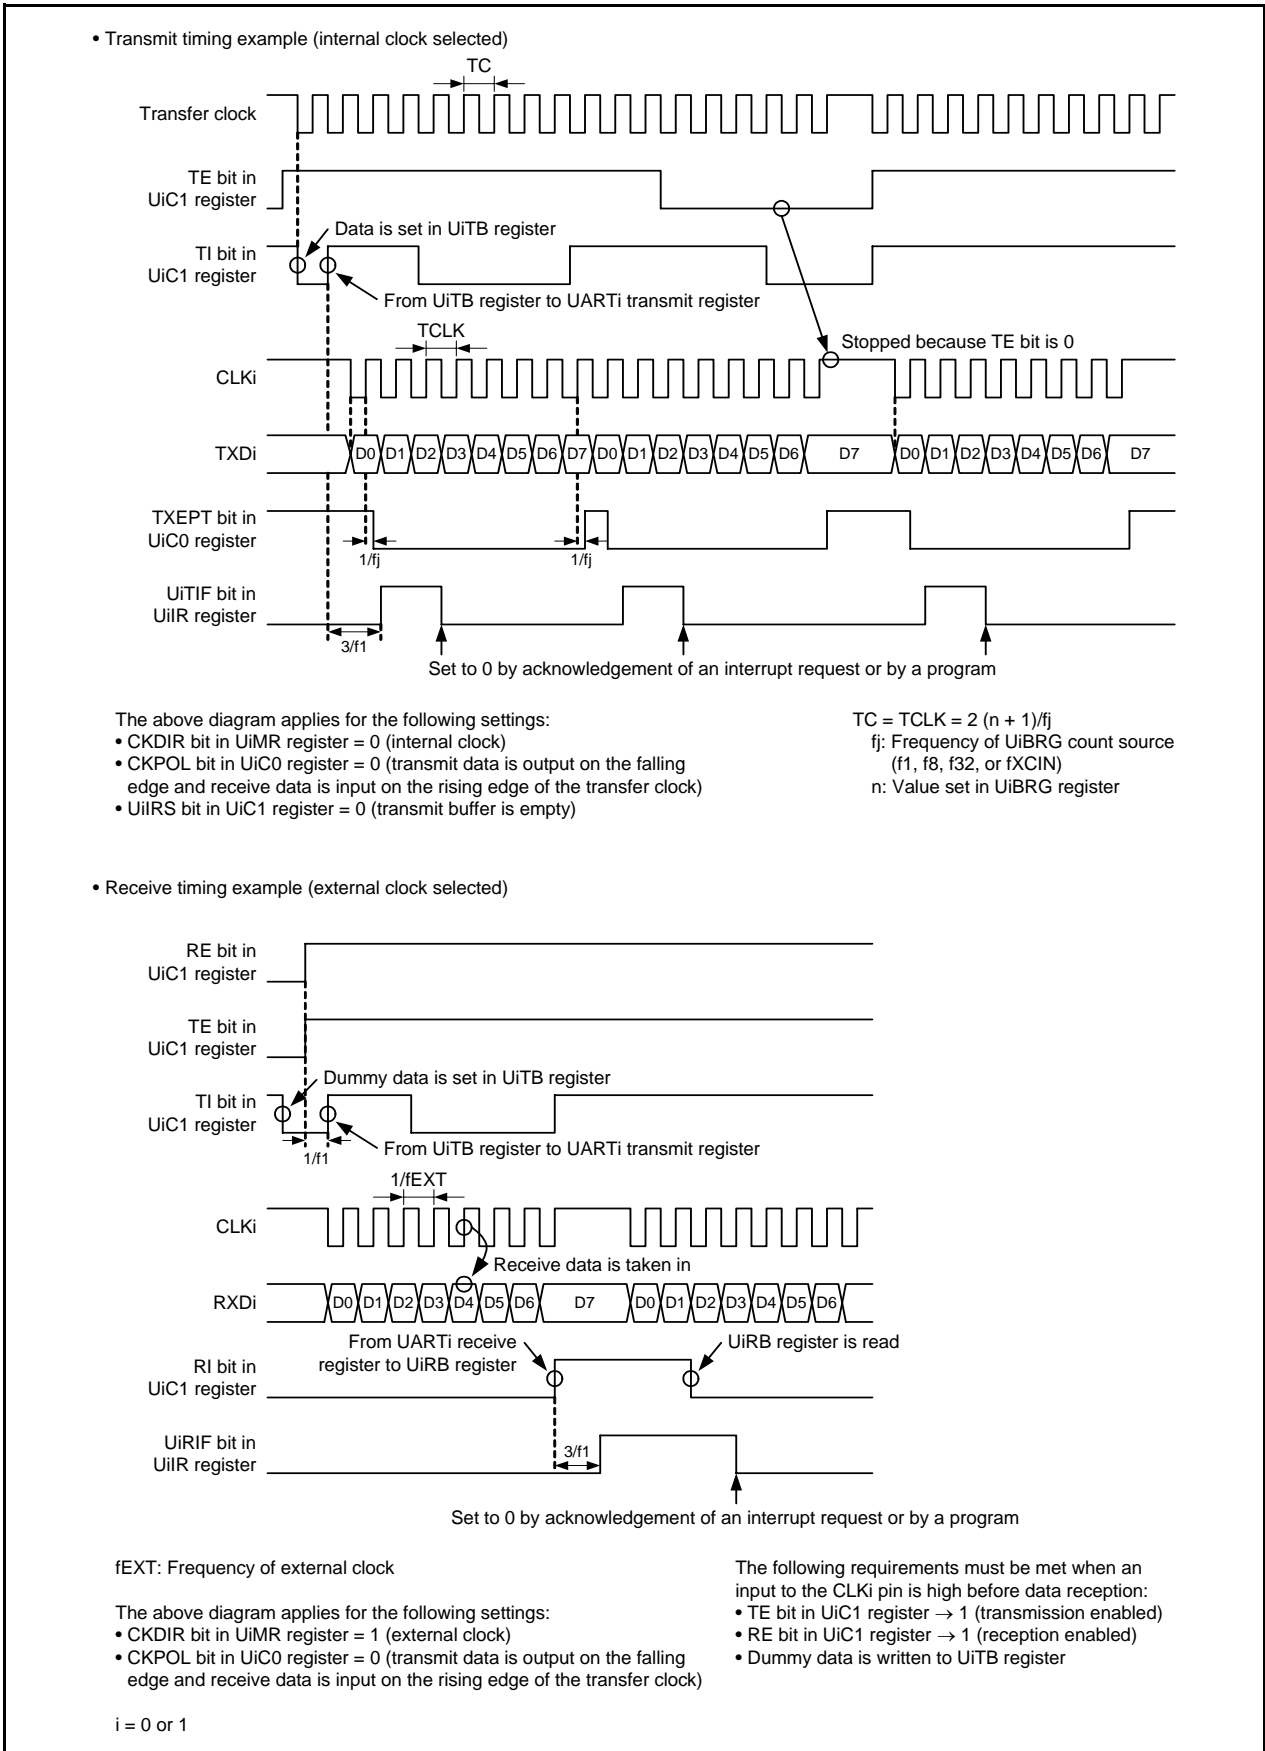 • Transmit timing example (internal clock selected)
TC
Transfer clock
TE bit in
UiC1 register
Data is set in UiTB register
TI bit in
UiC1 register
From UiTB register to UARTi transmit register
TCLK
Stopped because TE bit is 0
CLKi
TXDi
D0 D1 D2 D3 D4 D5 D6 D7 D0 D1 D2 D3 D4 D5 D6 D7 D0 D1 D2 D3 D4 D5 D6 D7
TXEPT bit in
UiC0 register
1/fj
1/fj
UiTIF bit in
UiIR register
3/f1
Set to 0 by acknowledgement of an interrupt request or by a program
The above diagram applies for the following settings:
• CKDIR bit in UiMR register = 0 (internal clock)
• CKPOL bit in UiC0 register = 0 (transmit data is output on the falling
edge and receive data is input on the rising edge of the transfer clock)
• UiIRS bit in UiC1 register = 0 (transmit buffer is empty)
TC = TCLK = 2 (n + 1)/fj
fj: Frequency of UiBRG count source
(f1, f8, f32, or fXCIN)
n: Value set in UiBRG register
• Receive timing example (external clock selected)
RE bit in
UiC1 register
TE bit in
UiC1 register
Dummy data is set in UiTB register
TI bit in
UiC1 register
From UiTB register to UARTi transmit register
1/f1
1/fEXT
CLKi
Receive data is taken in
RXDi
D0 D1 D2 D3 D4 D5 D6 D7 D0 D1 D2 D3 D4 D5 D6
From UARTi receive
register to UiRB register
UiRB register is read
RI bit in
UiC1 register
UiRIF bit in
UiIR register
3/f1
Set to 0 by acknowledgement of an interrupt request or by a program
fEXT: Frequency of external clock
The above diagram applies for the following settings:
• CKDIR bit in UiMR register = 1 (external clock)
• CKPOL bit in UiC0 register = 0 (transmit data is output on the falling
edge and receive data is input on the rising edge of the transfer clock)
The following requirements must be met when an
input to the CLKi pin is high before data reception:
• TE bit in UiC1 register → 1 (transmission enabled)
• RE bit in UiC1 register → 1 (reception enabled)
• Dummy data is written to UiTB register
i = 0 or 1